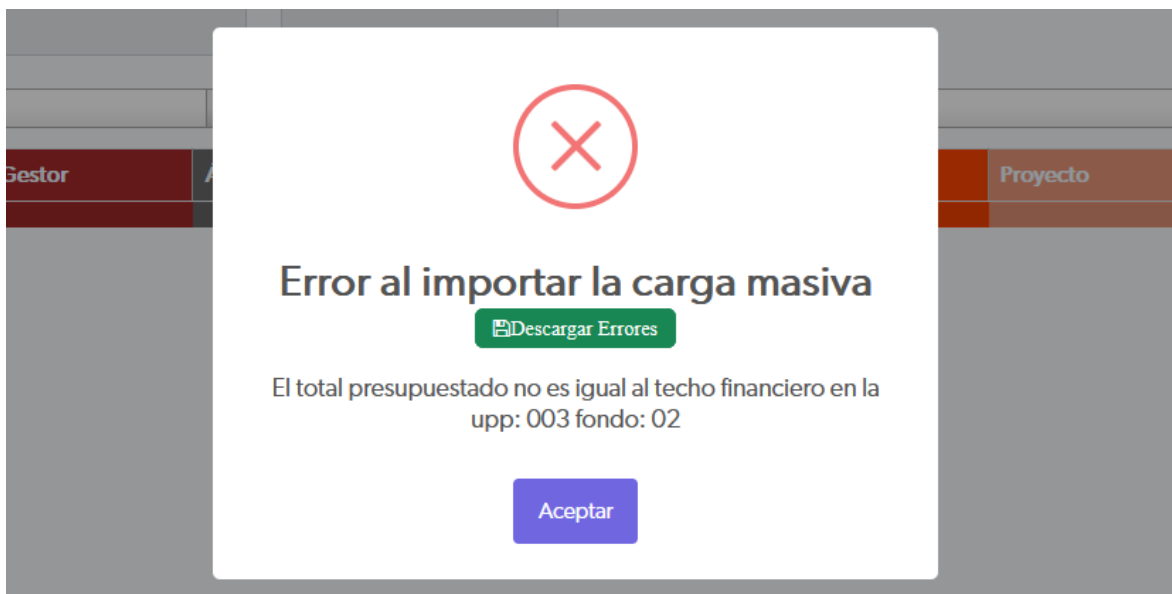 Gestor
Proyecto
Error al importar la carga masiva
Descargar Errores
El total presupuestado no es igual al techo financiero en la
upp: 003 fondo: 02
Aceptar